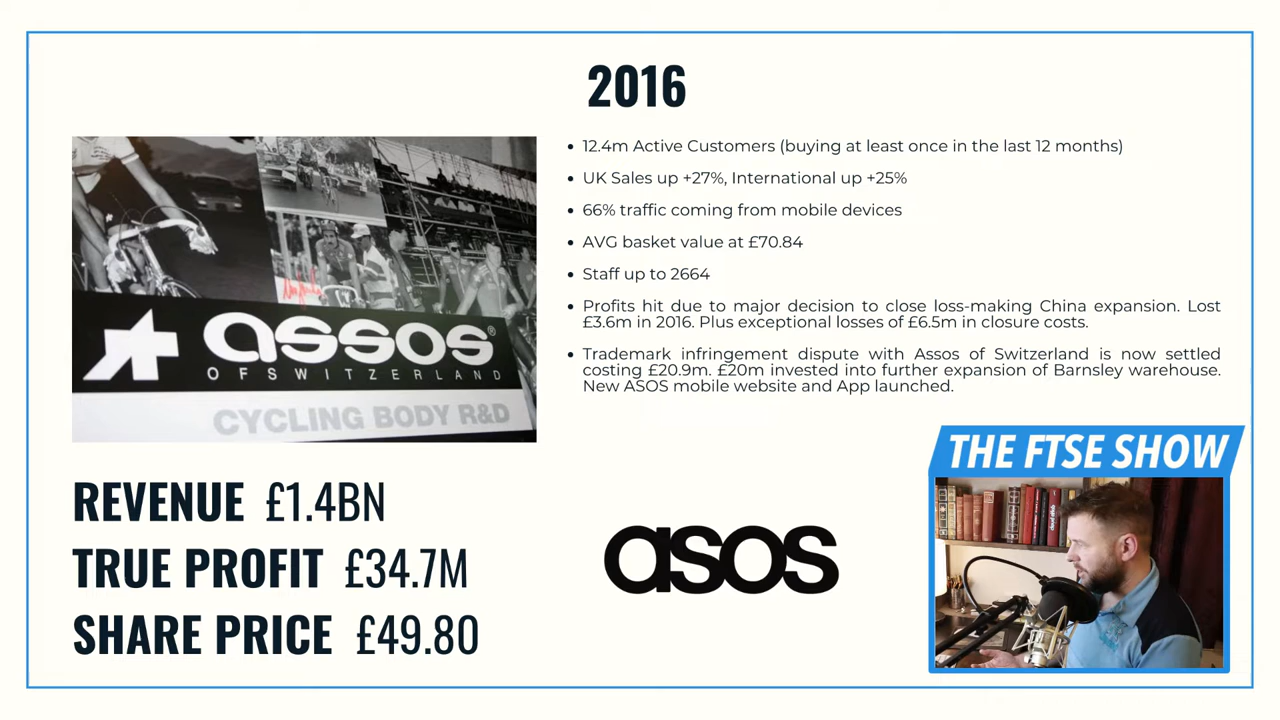 2016
12.4m Active Customers (buying at least once in the last 12 months)
UK Sales up +27%, International up +25%
66% traffic coming from mobile devices
AVG basket value at £70.84
Staff up to 2664
Profits hit due to major decision to close loss-making China expansion. Lost
£3.6m in 2016. Plus exceptional losses of £6.5m in closure costs.
Trademark infringement dispute with Assos of Switzerland is now settled
costing £20.9m. £20m invested into further expansion of Barnsley warehouse.
New ASOS mobile website and App launched.
assos®
OF SWITZERLAND
CYCLING BODY R&D
REVENUE £1.4BN
TRUE PROFIT £34.7M
SHARE PRICE £49.80
asos
THE FTSE SHOW